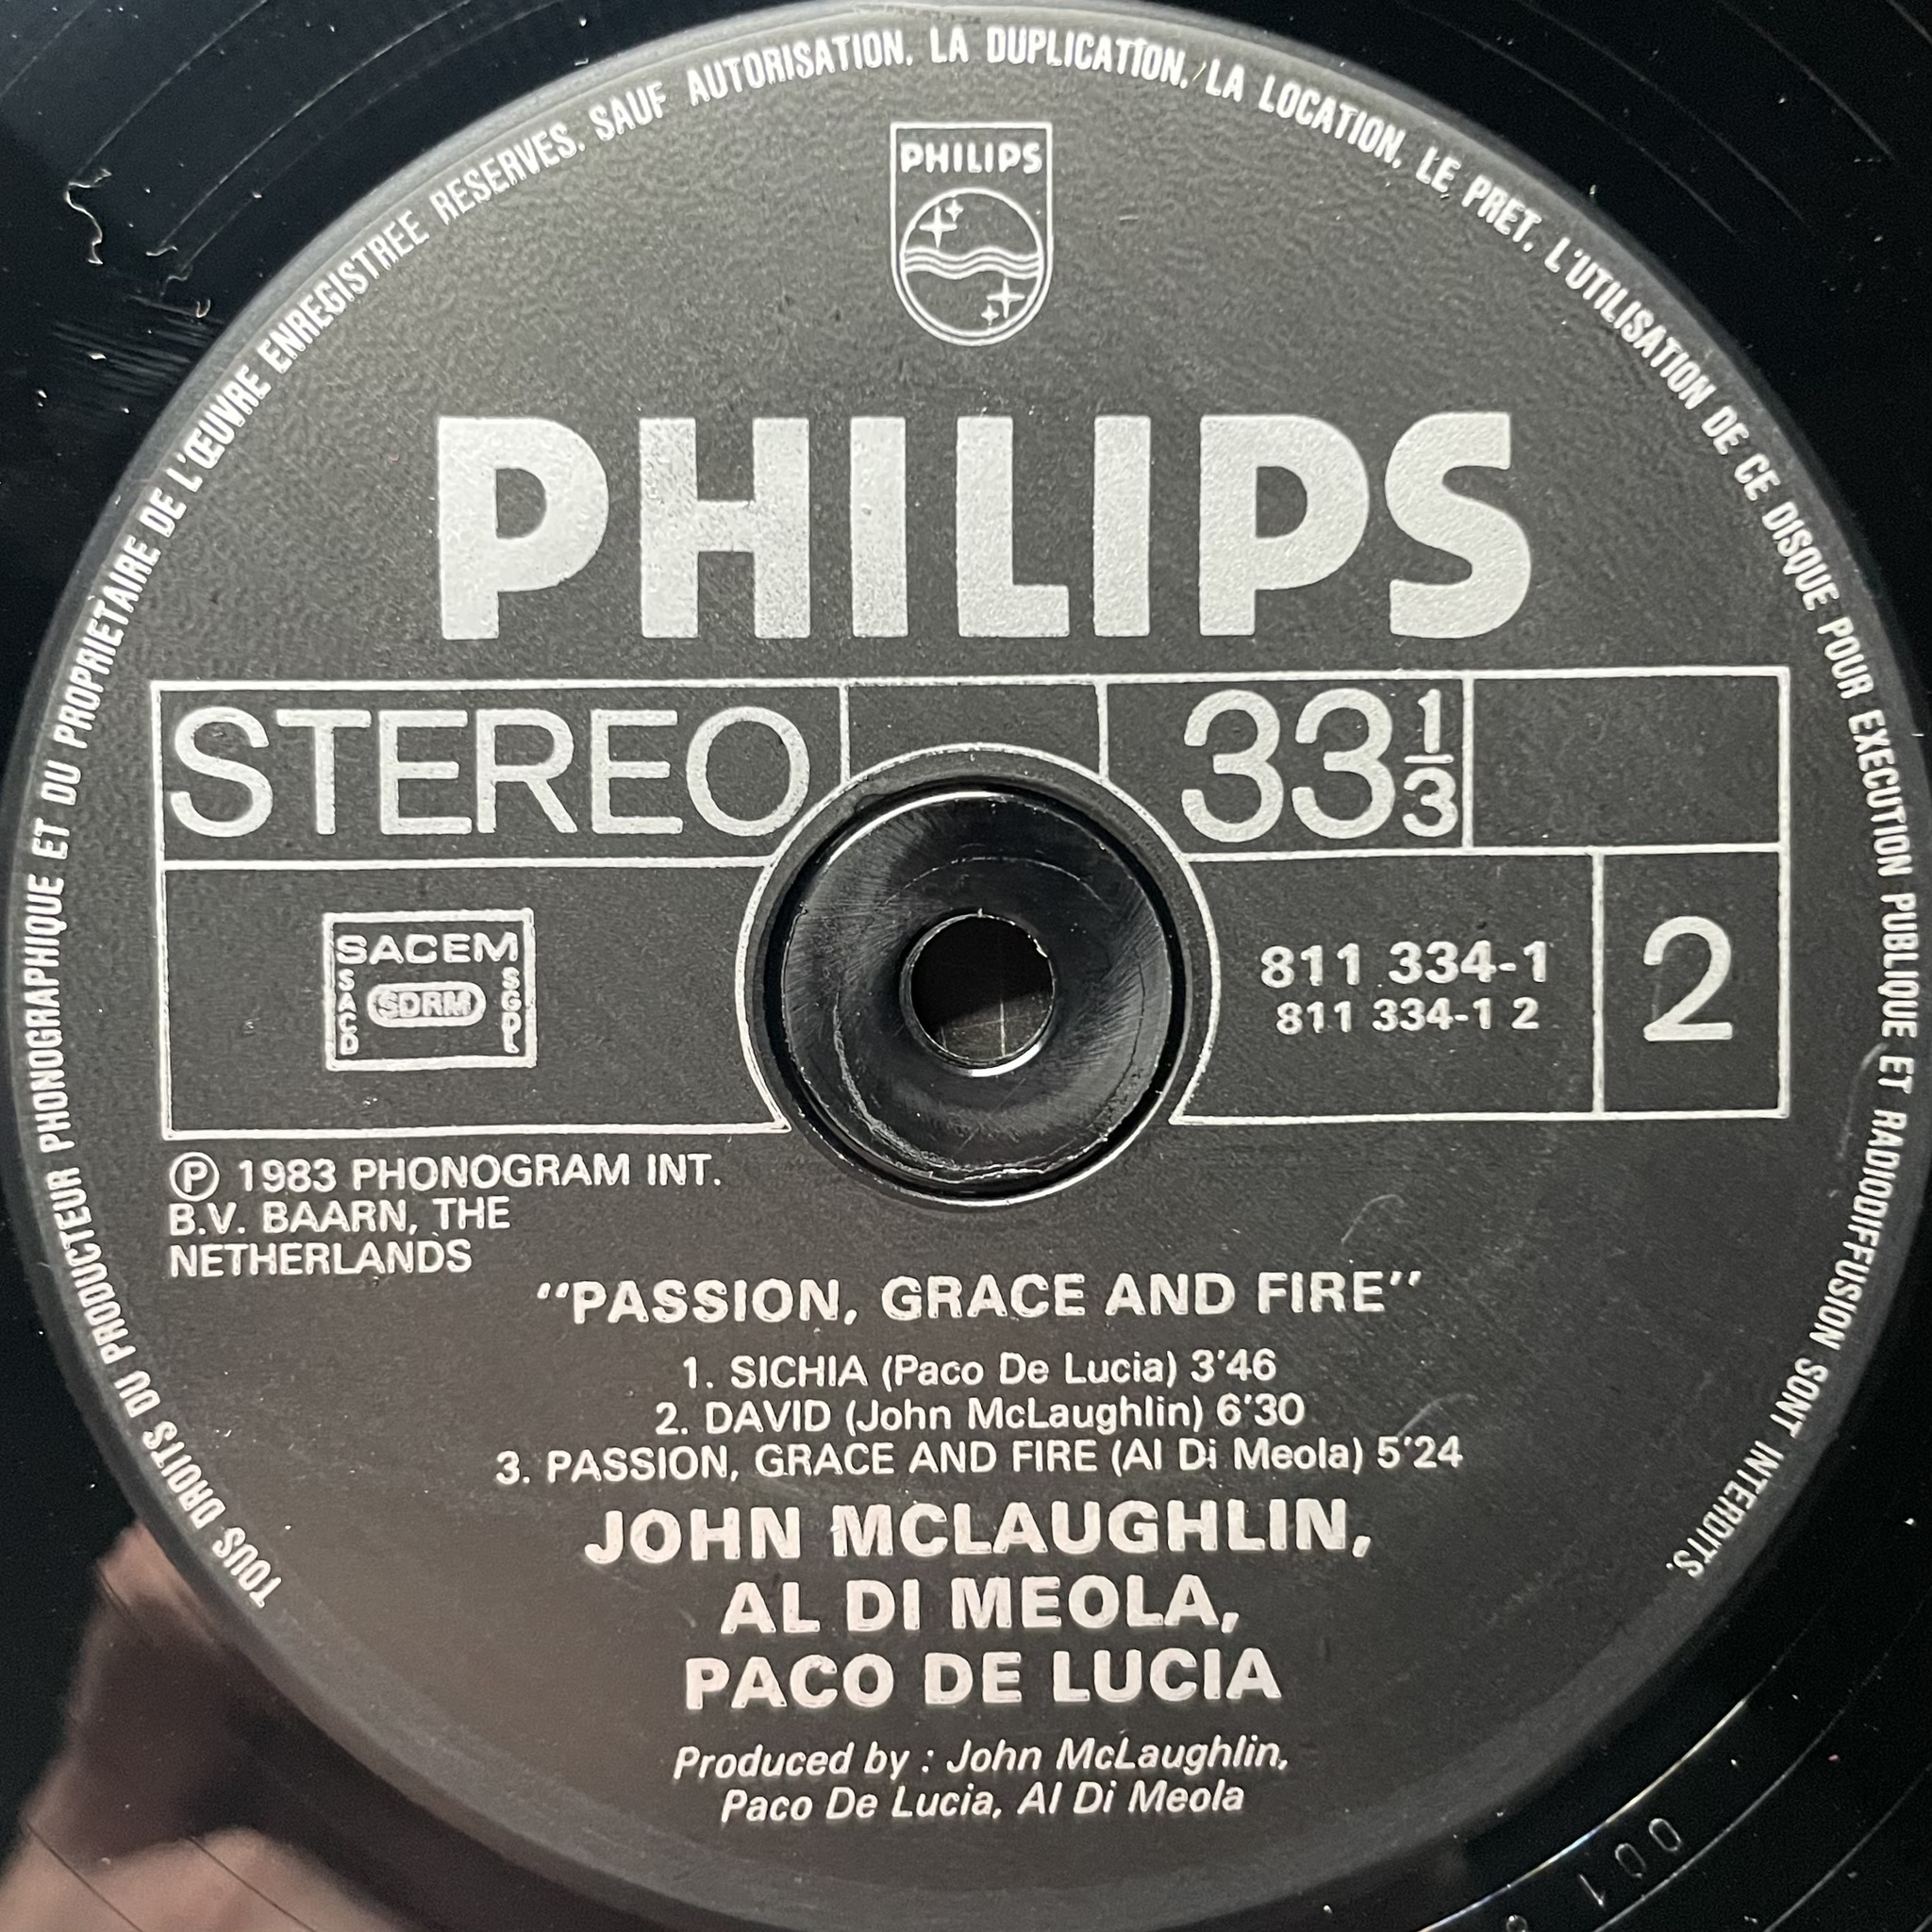 TOUS DROITS DU PRODUCTEUR PHONOGRAPHIQUE ET DU PROPRIETAIRE DE L'ŒUVRE ENREGISTREE RESERVES. SAUF AUTORISATION, LA DUPLICATION, LA LOCATION, LE PRET, L'UTILISATION DE CE DISQUE POUR EXECUTION PUBLIQUE ET RADIODIFFUSION SONT INTERDITS.
PHILIPS
PHILIPS
STEREO
33 1/3
SACEM
SACD
SDRM
SGDL
811 334-1
811 334-1 2
2
℗ 1983 PHONOGRAM INT.
B.V. BAARN, THE
NETHERLANDS
"PASSION, GRACE AND FIRE"
1. SICHIA (Paco De Lucia) 3'46
2. DAVID (John McLaughlin) 6'30
3. PASSION, GRACE AND FIRE (Al Di Meola) 5'24
JOHN MCLAUGHLIN,
AL DI MEOLA,
PACO DE LUCIA
Produced by : John McLaughlin,
Paco De Lucia, Al Di Meola